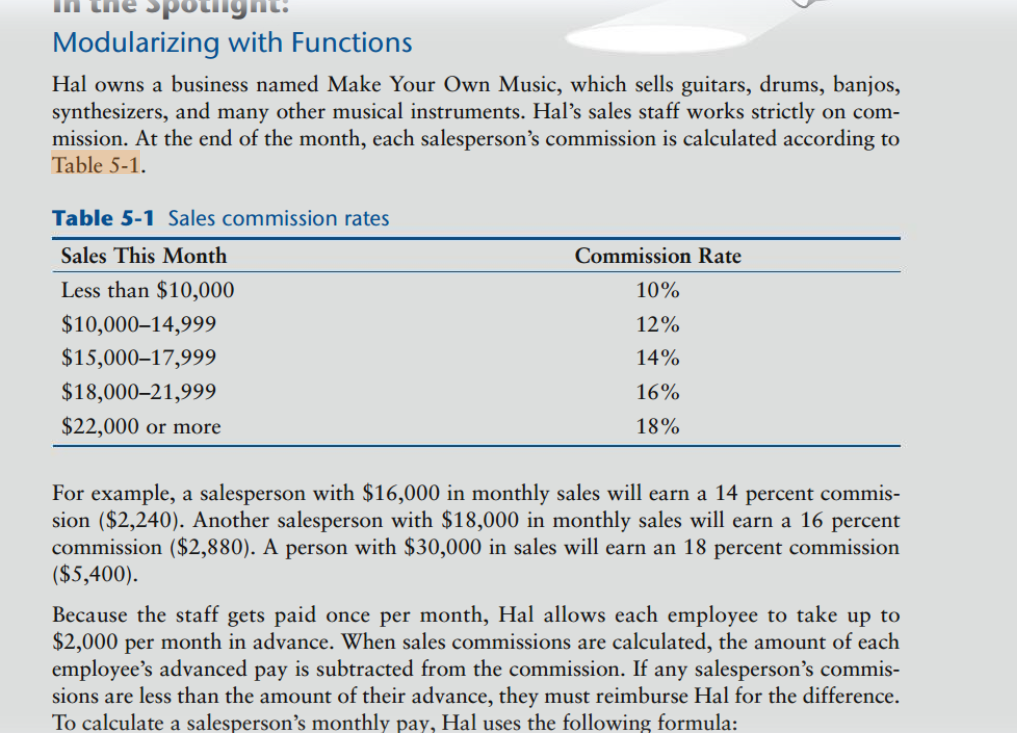 In the Spotlight:
Modularizing with Functions
Hal owns a business named Make Your Own Music, which sells guitars, drums, banjos,
synthesizers, and many other musical instruments. Hal's sales staff works strictly on com-
mission. At the end of the month, each salesperson's commission is calculated according to
Table 5-1.
Table 5-1 Sales commission rates
Sales This Month Commission Rate
Less than $10,000 10%
$10,000–14,999 12%
$15,000–17,999 14%
$18,000–21,999 16%
$22,000 or more 18%
For example, a salesperson with $16,000 in monthly sales will earn a 14 percent commis-
sion ($2,240). Another salesperson with $18,000 in monthly sales will earn a 16 percent
commission ($2,880). A person with $30,000 in sales will earn an 18 percent commission
($5,400).
Because the staff gets paid once per month, Hal allows each employee to take up to
$2,000 per month in advance. When sales commissions are calculated, the amount of each
employee's advanced pay is subtracted from the commission. If any salesperson's commis-
sions are less than the amount of their advance, they must reimburse Hal for the difference.
To calculate a salesperson's monthly pay, Hal uses the following formula: